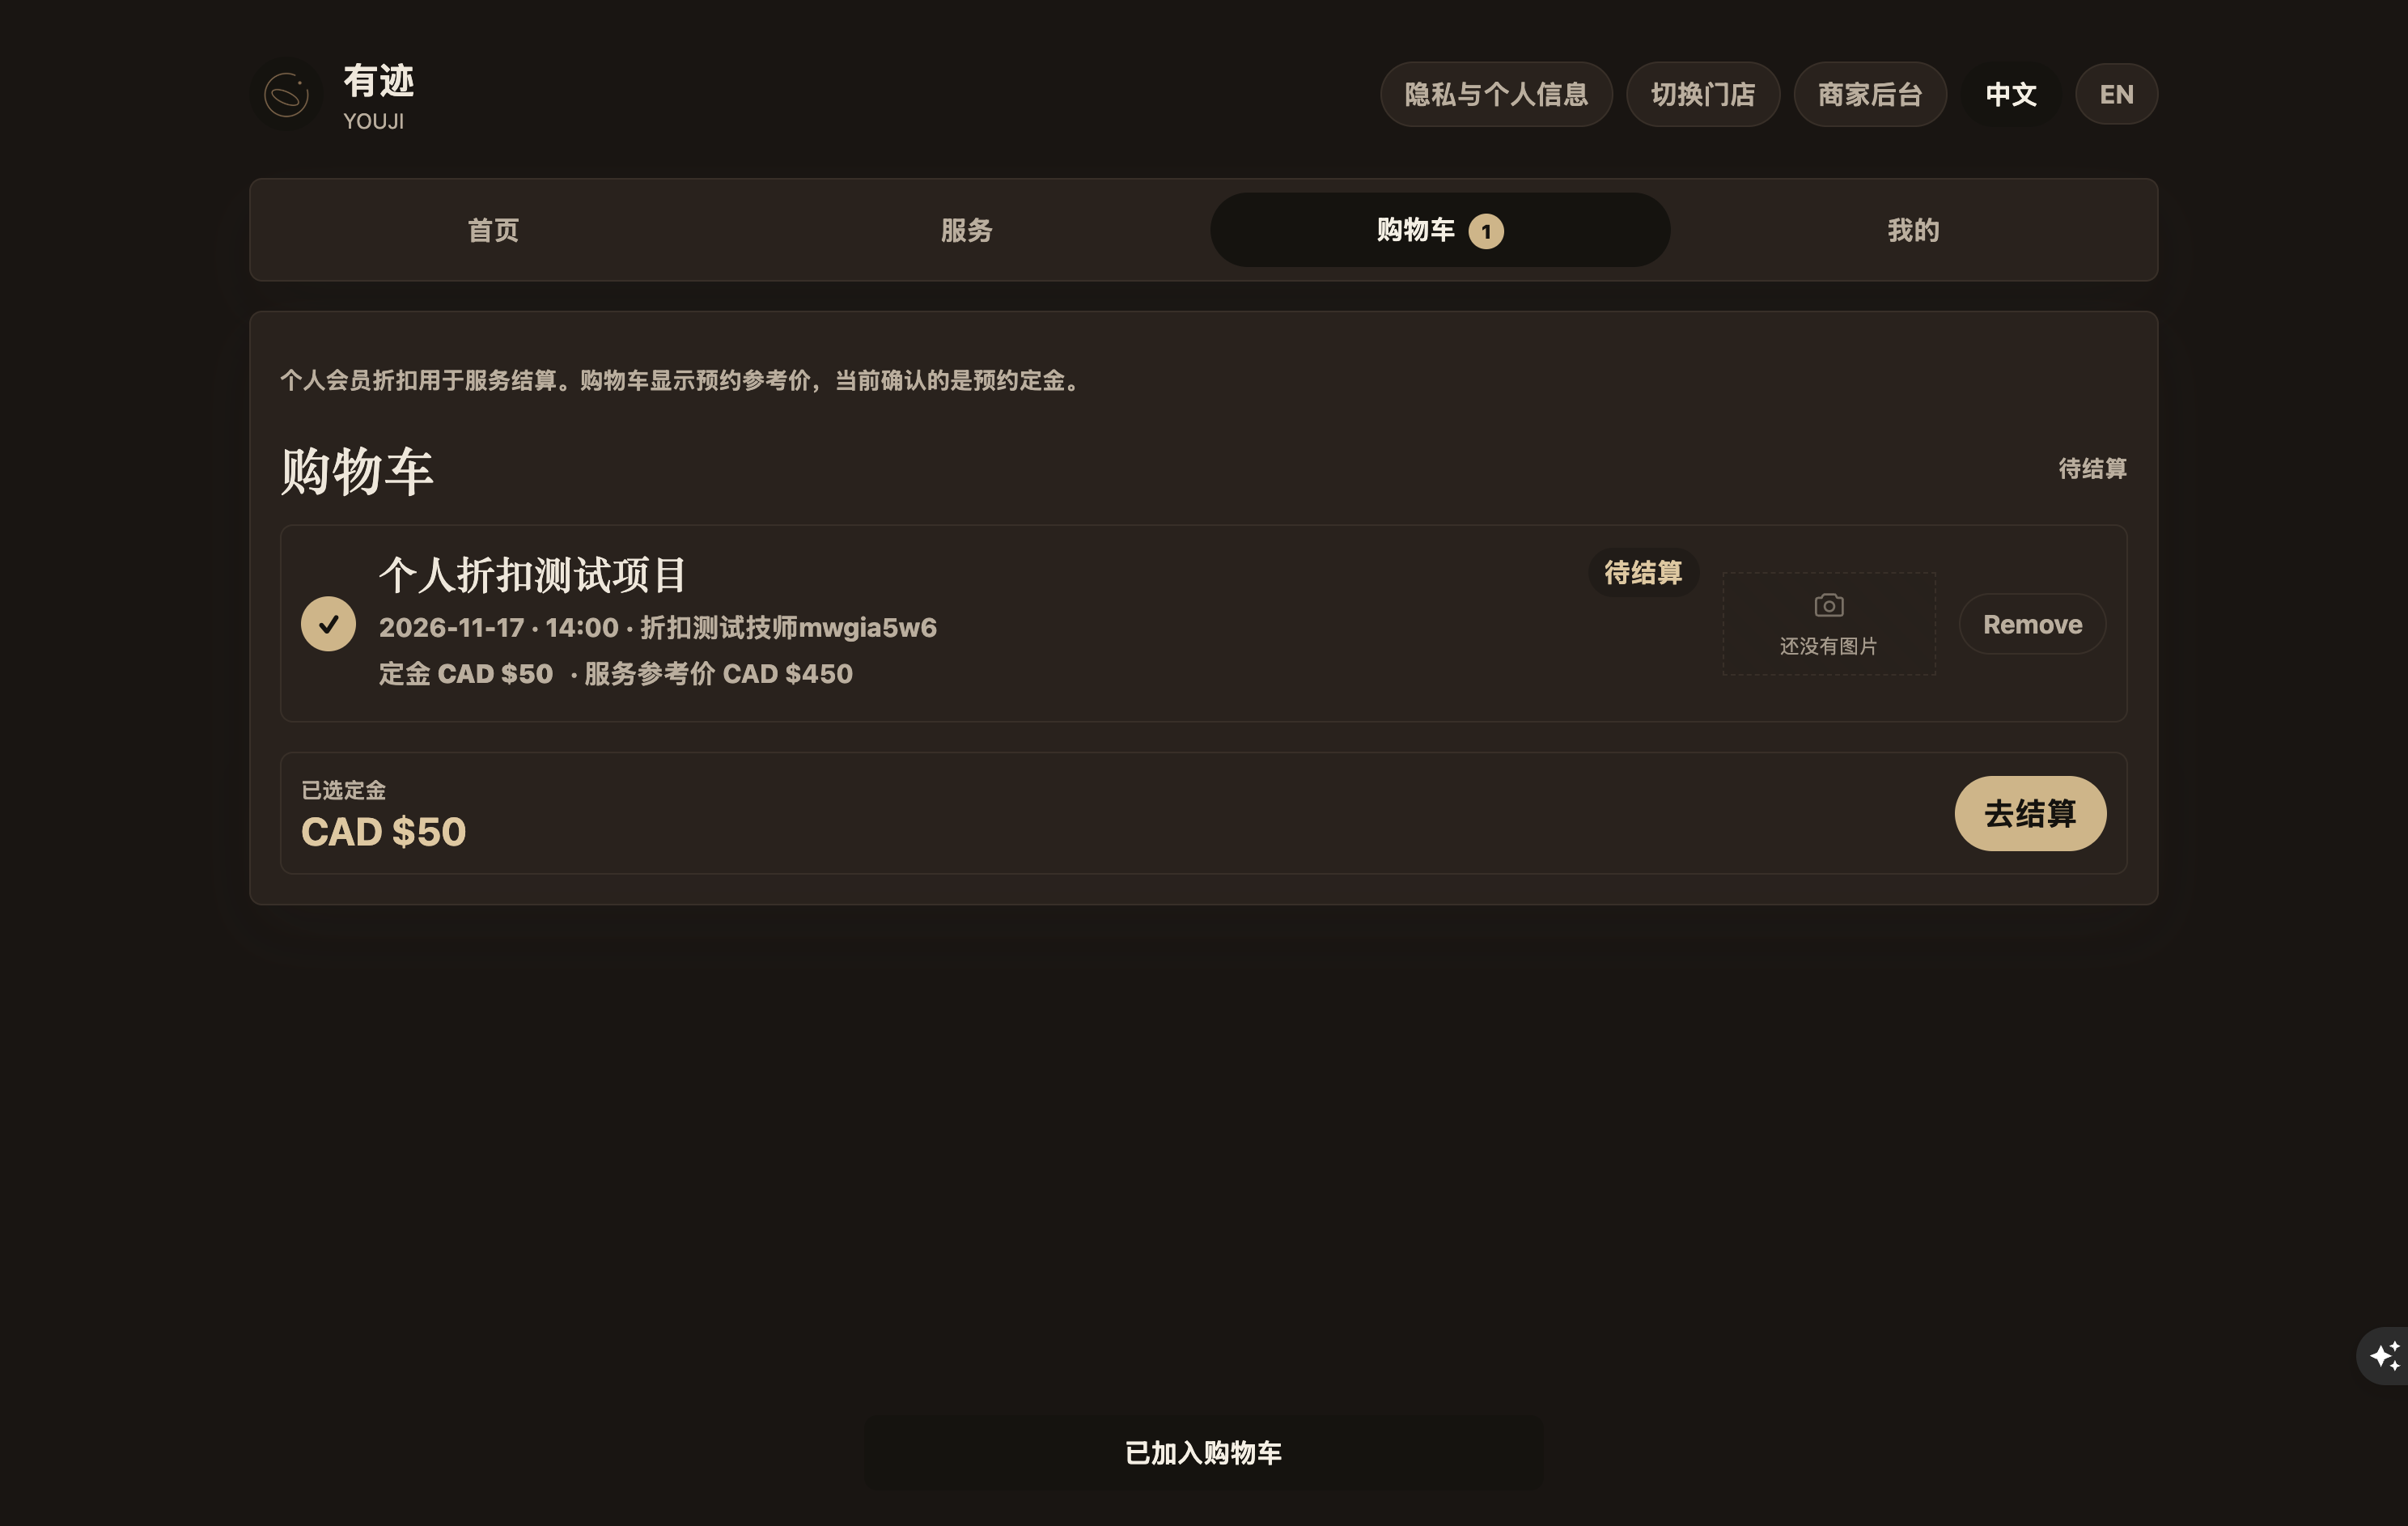 有迹
YOUJI
隐私与个人信息
切换门店
商家后台
中文
EN
首页
服务
购物车 1
我的
个人会员折扣用于服务结算。购物车显示预约参考价，当前确认的是预约定金。
购物车
待结算
个人折扣测试项目
待结算
2026-11-17 · 14:00 · 折扣测试技师mwgia5w6
定金 CAD $50 · 服务参考价 CAD $450
还没有图片
Remove
已选定金
CAD $50
去结算
已加入购物车